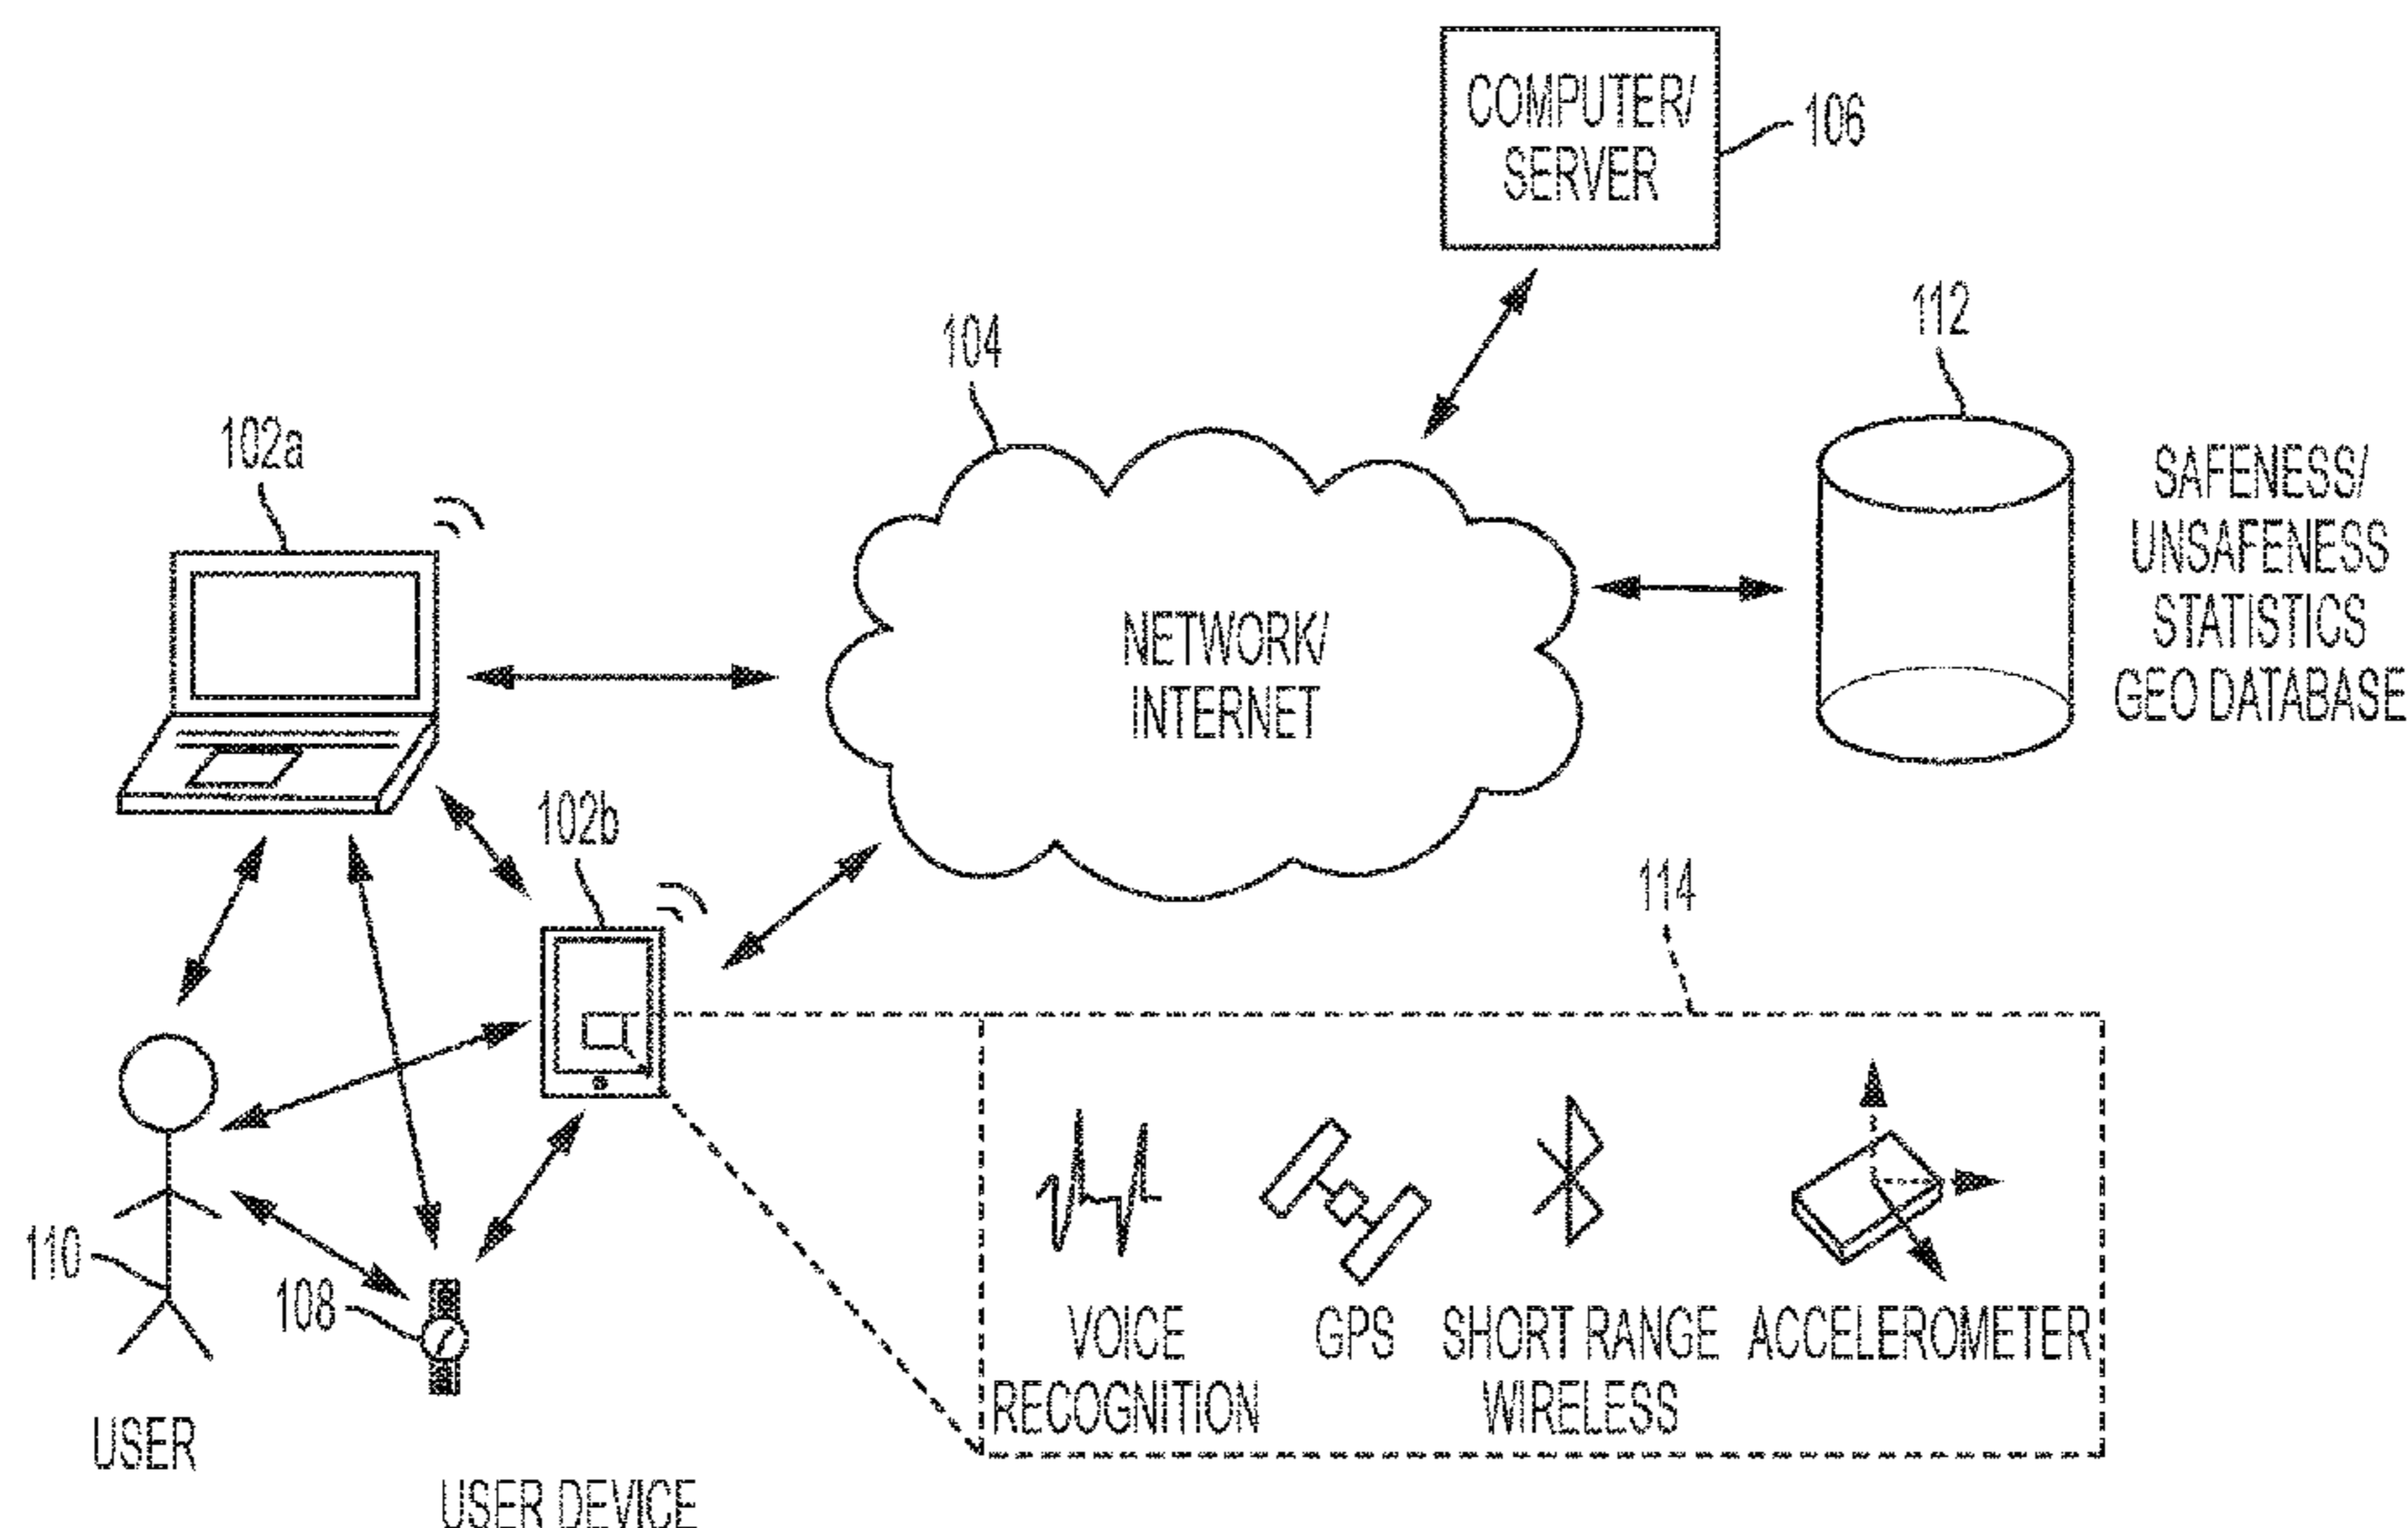 COMPUTER/
SERVER
106
112
104
SAFENESS/
UNSAFENESS
STATISTICS
GEO DATABASE
102a
NETWORK/
INTERNET
102b
114
110
108
VOICE
RECOGNITION
GPS
SHORT RANGE
WIRELESS
ACCELEROMETER
USER
USER DEVICE